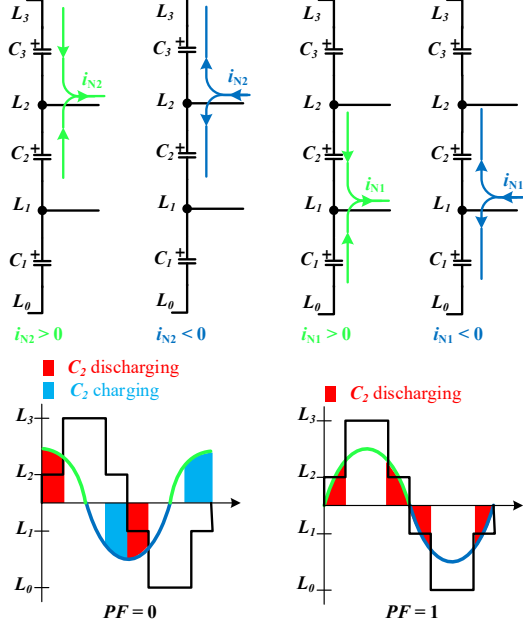 L3 L3 L3 L3
C3 + C3 + C3 + C3 +
iN2 iN2
L2 L2 L2 L2
C2 + C2 + C2 + C2 +
iN1 iN1
L1 L1 L1 L1
C1 + C1 + C1 + C1 +
L0 L0 L0 L0
iN2 > 0 iN2 < 0 iN1 > 0 iN1 < 0
C2 discharging
C2 charging
C2 discharging
L3 L3
L2 L2
L1 L1
L0 L0
PF = 0 PF = 1